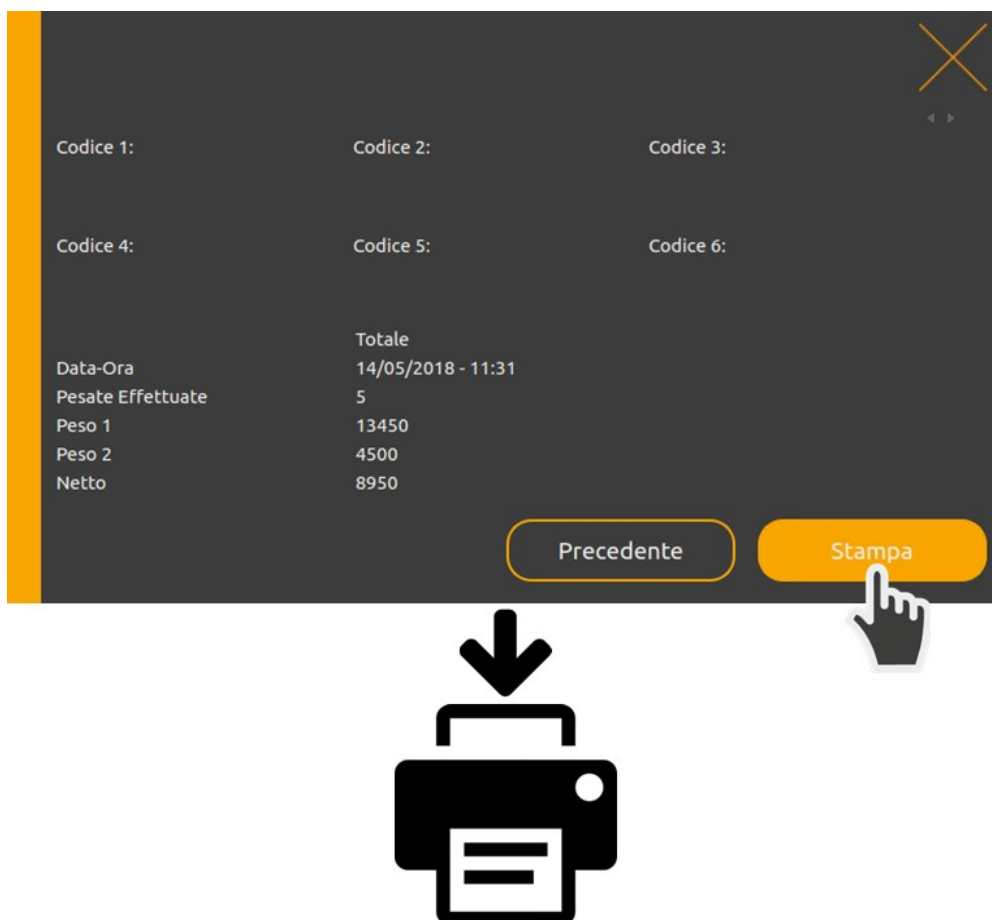 Codice 1: Codice 2: Codice 3:
Codice 4: Codice 5: Codice 6:
Totale
Data-Ora 14/05/2018 - 11:31
Pesate Effettuate 5
Peso 1 13450
Peso 2 4500
Netto 8950
Precedente Stampa